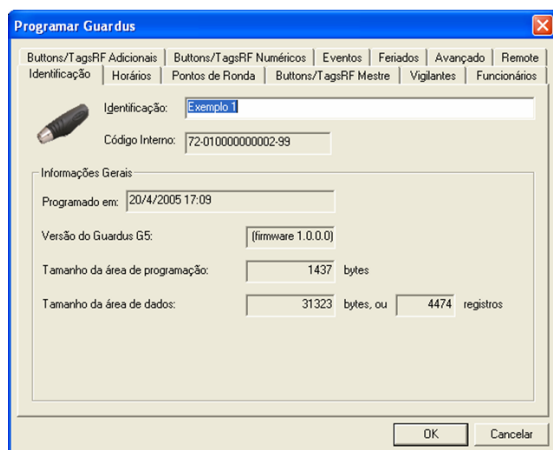 Programar Guardus
Buttons/TagsRF Adicionais Buttons/TagsRF Numéricos Eventos Feriados Avançado Remote
Identificação Horários Pontos de Ronda Buttons/TagsRF Mestre Vigilantes Funcionários
Identificação: Exemplo 1
Código Interno: 72-010000000002-99
Informações Gerais
Programado em: 20/4/2005 17:09
Versão do Guardus G5: (firmware 1.0.0.0)
Tamanho da área de programação: 1437 bytes
Tamanho da área de dados: 31323 bytes, ou 4474 registros
OK Cancelar